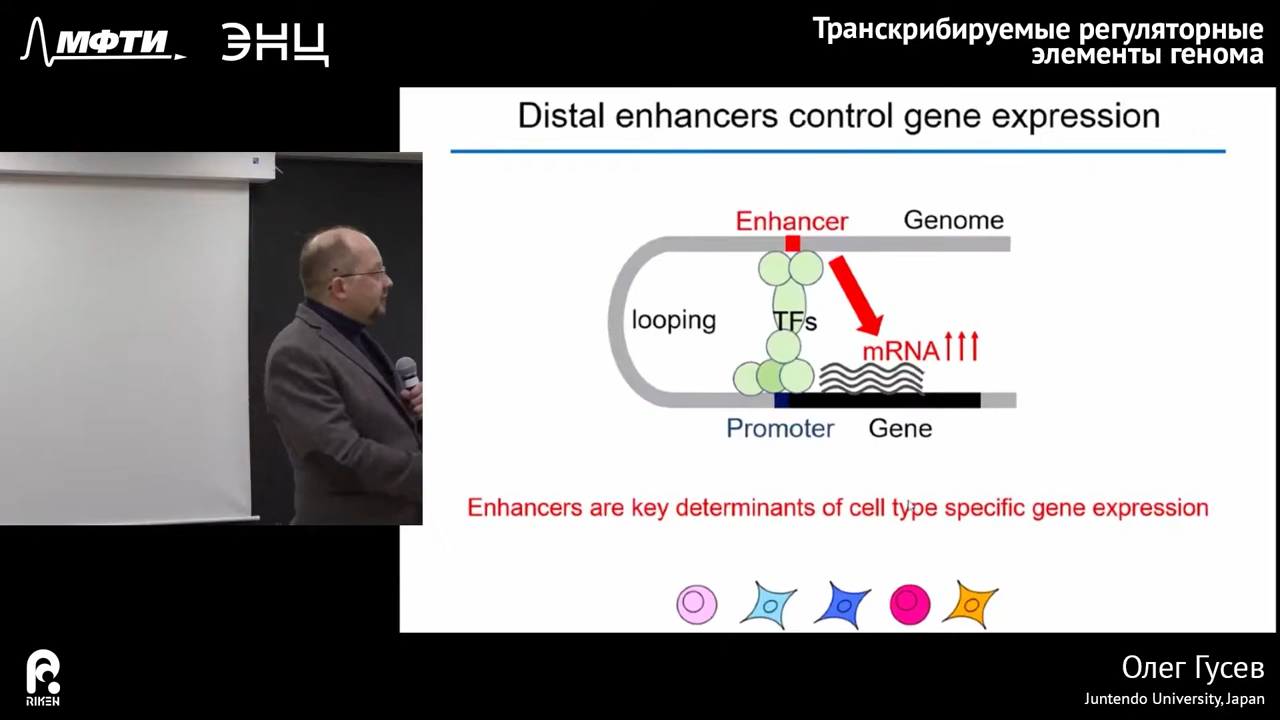 МФТИ
ЭНЦ
Транскрибируемые регуляторные
элементы генома
Distal enhancers control gene expression
Enhancer
Genome
looping
TFs
mRNA
Promoter
Gene
Enhancers are key determinants of cell type specific gene expression
RIKEN
Олег Гусев
Juntendo University, Japan